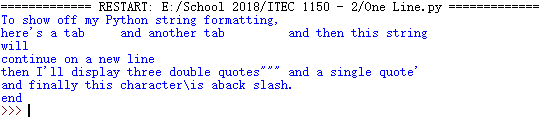 ============= RESTART: E:/School 2018/ITEC 1150 - 2/One Line.py =============
To show off my Python string formatting,
here's a tab	and another tab	and then this string
will
continue on a new line
then I'll display three double quotes""" and a single quote'
and finally this character\is aback slash.
end
>>>